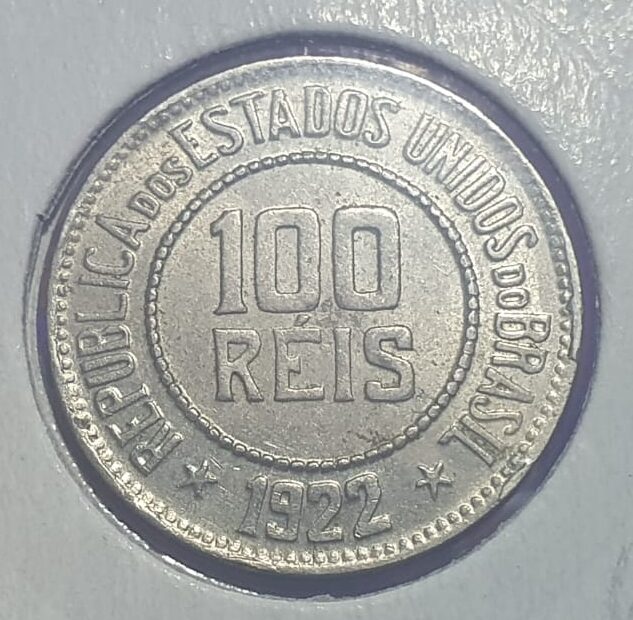 REPUBLICA DOS ESTADOS UNIDOS DO BRASIL
100
RÉIS
1922